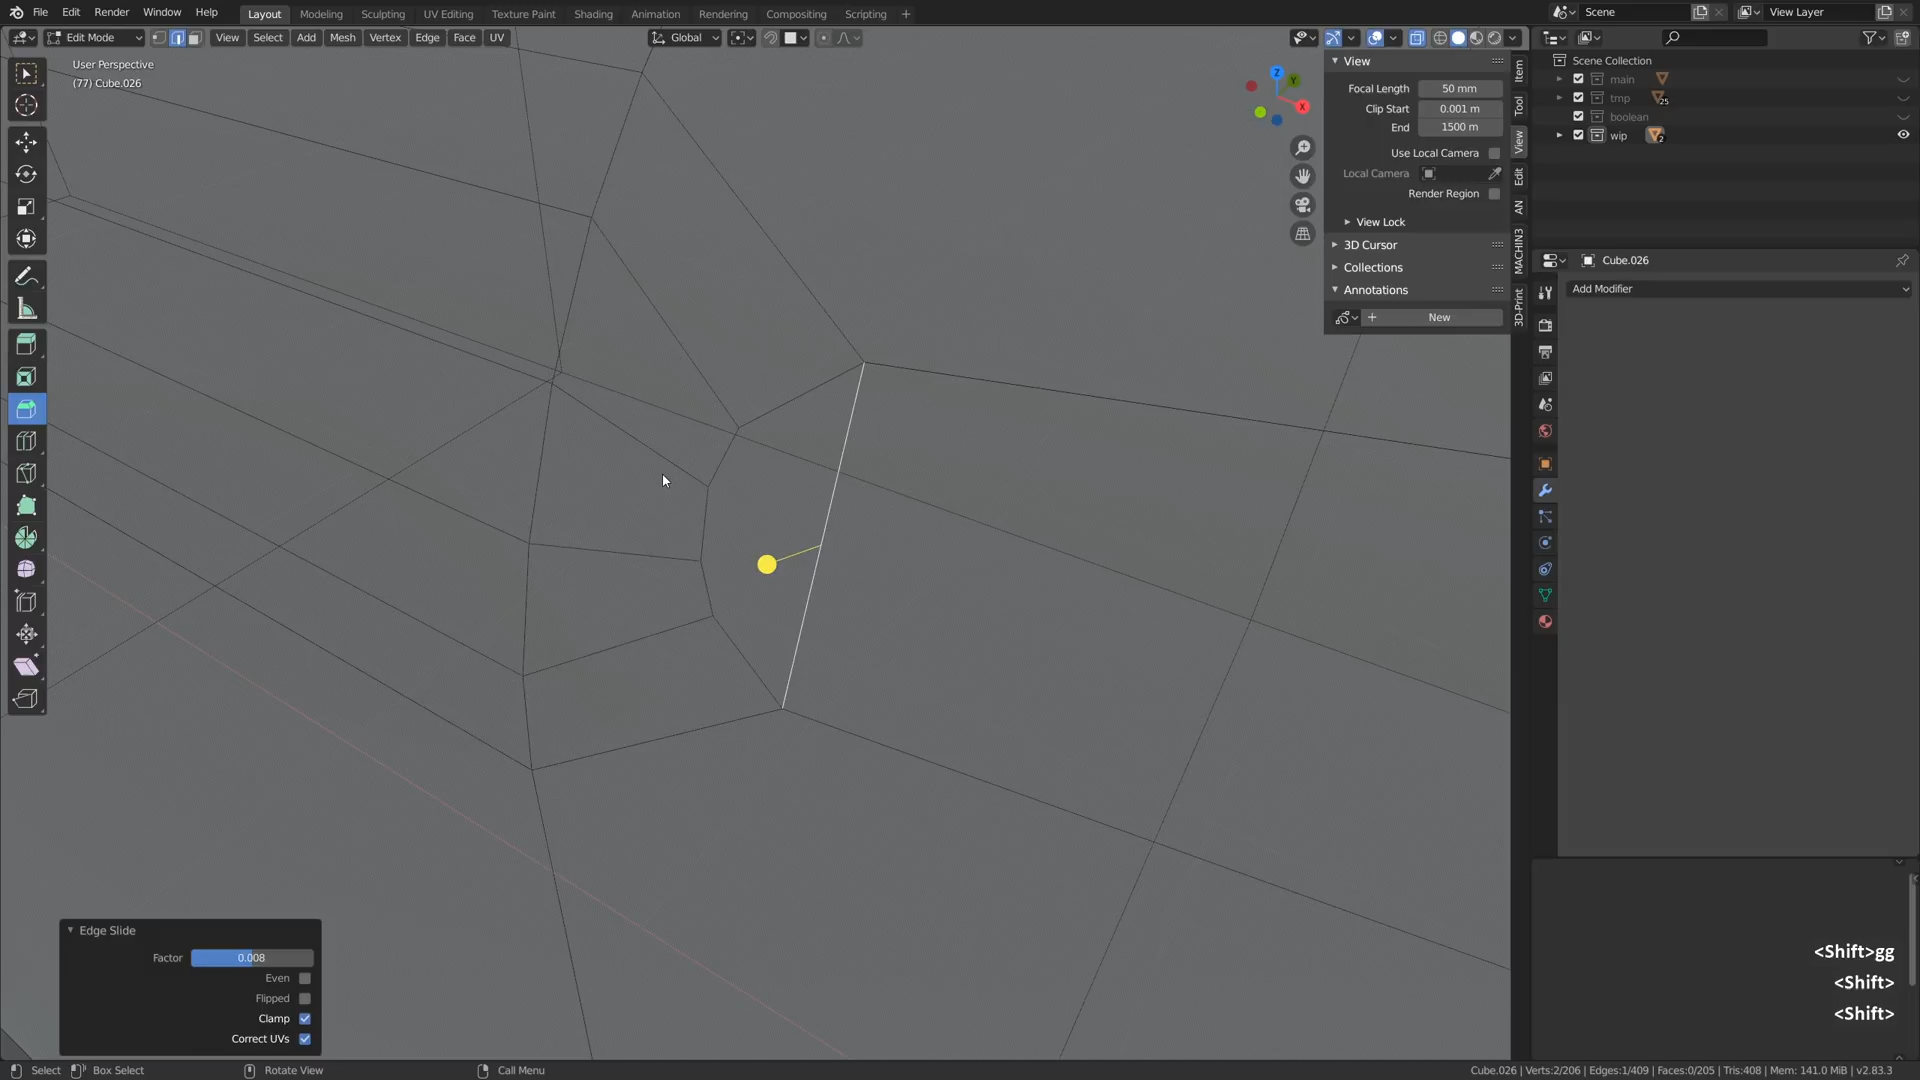 File Edit Render Window Help Layout Modeling Sculpting UV Editing Texture Paint Shading Animation Rendering Compositing Scripting + Scene View Layer
Edit Mode View Select Add Mesh Vertex Edge Face UV Global
User Perspective
(77) Cube.026
View
Focal Length 50 mm
Clip Start 0.001 m
End 1500 m
Use Local Camera
Local Camera
Render Region
View Lock
3D Cursor
Collections
Annotations
+ New
Item
Tool
View
Edit
AN
MACHIN3
3D-Print
X
Y
Z
Scene Collection
main
tmp 25
boolean
wip 2
Cube.026
Add Modifier
Edge Slide
Factor 0.008
Even
Flipped
Clamp
Correct UVs
<Shift>gg
<Shift>
<Shift>
Select Box Select Rotate View Call Menu Cube.026 | Verts:2/206 | Edges:1/409 | Faces:0/205 | Tris:408 | Mem: 141.0 MiB | v2.83.3